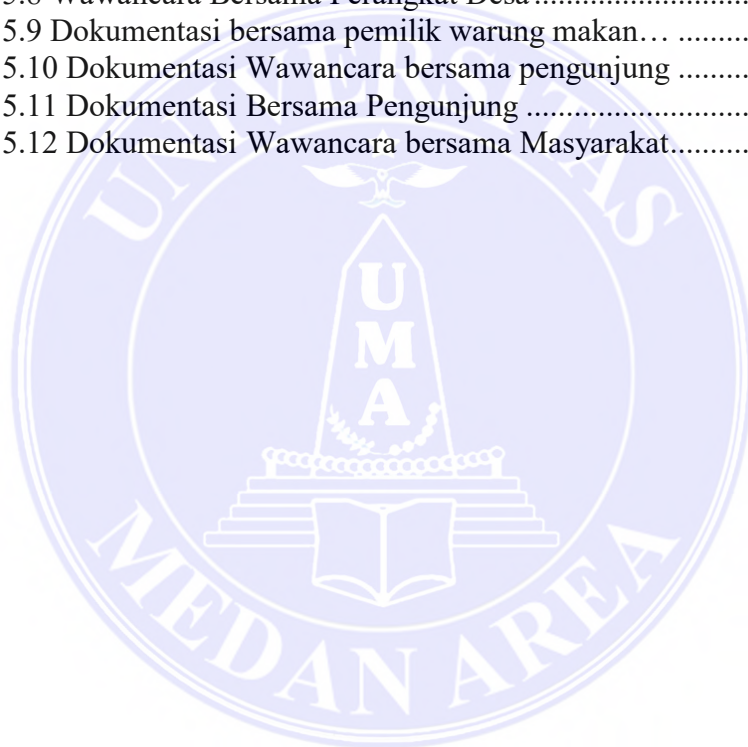 5.8 Wawancara Bersama Perangkat Desa..........................
5.9 Dokumentasi bersama pemilik warung makan… .........
5.10 Dokumentasi Wawancara bersama pengunjung .........
5.11 Dokumentasi Bersama Pengunjung ............................
5.12 Dokumentasi Wawancara bersama Masyarakat..........
UNIVERSITAS
UMA
MEDAN AREA